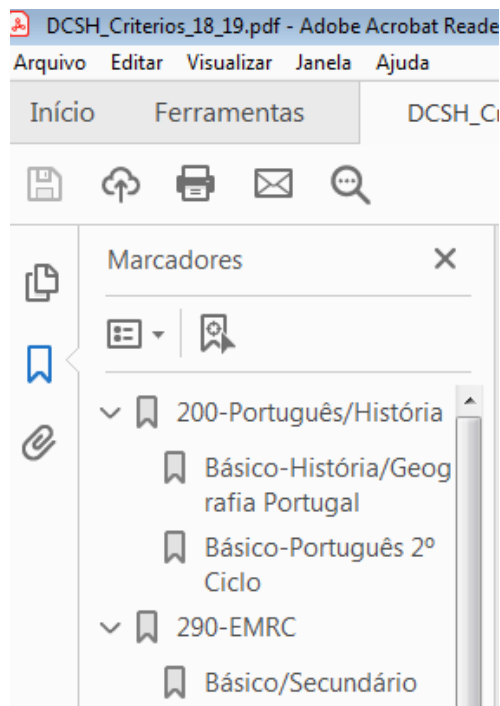 DCSH_Criterios_18_19.pdf - Adobe Acrobat Reade
Arquivo Editar Visualizar Janela Ajuda
Início Ferramentas DCSH_Cr
Marcadores
200-Português/História
Básico-História/Geog
rafia Portugal
Básico-Português 2º
Ciclo
290-EMRC
Básico/Secundário